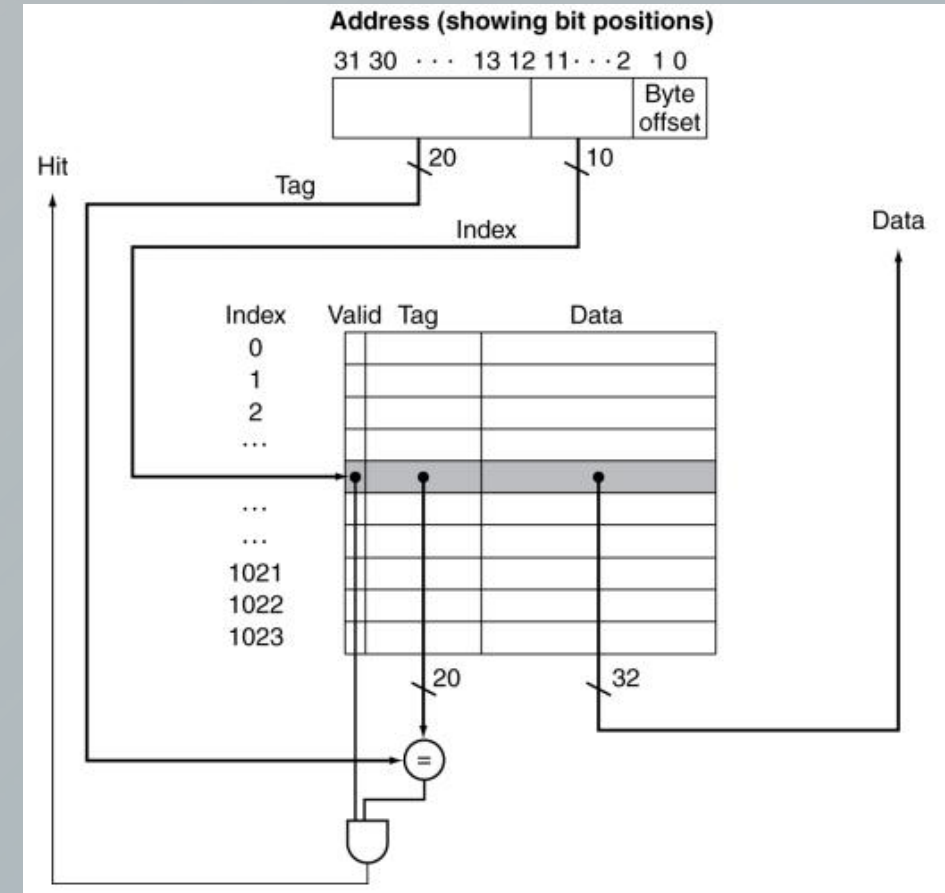 Address (showing bit positions)
31 30 · · · 13 12 11 · · · 2 1 0
Byte
offset
20 10
Hit
Tag
Data
Index
Index Valid Tag Data
0
1
2
...
...
...
1021
1022
1023
20 32
=